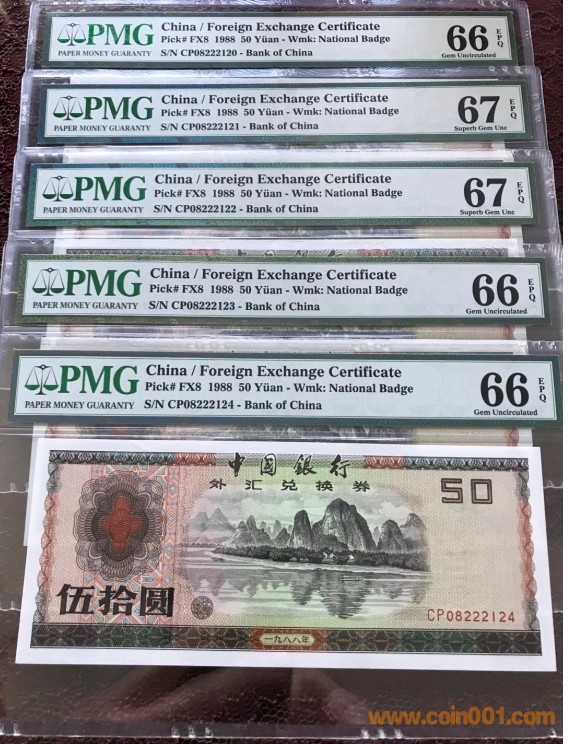 PMG
PAPER MONEY GUARANTY
China / Foreign Exchange Certificate
Pick# FX8 1988 50 Yüan - Wmk: National Badge
S/N CP08222120 - Bank of China
66 EPQ
Gem Uncirculated
PMG
PAPER MONEY GUARANTY
China / Foreign Exchange Certificate
Pick# FX8 1988 50 Yüan - Wmk: National Badge
S/N CP08222121 - Bank of China
67 EPQ
Superb Gem Unc
PMG
PAPER MONEY GUARANTY
China / Foreign Exchange Certificate
Pick# FX8 1988 50 Yüan - Wmk: National Badge
S/N CP08222122 - Bank of China
67 EPQ
Superb Gem Unc
PMG
PAPER MONEY GUARANTY
China / Foreign Exchange Certificate
Pick# FX8 1988 50 Yüan - Wmk: National Badge
S/N CP08222123 - Bank of China
66 EPQ
Gem Uncirculated
PMG
PAPER MONEY GUARANTY
China / Foreign Exchange Certificate
Pick# FX8 1988 50 Yüan - Wmk: National Badge
S/N CP08222124 - Bank of China
66 EPQ
Gem Uncirculated
中国银行
外汇兑换券
50
伍拾圆
CP08222124
一九八八年
www.coin001.com